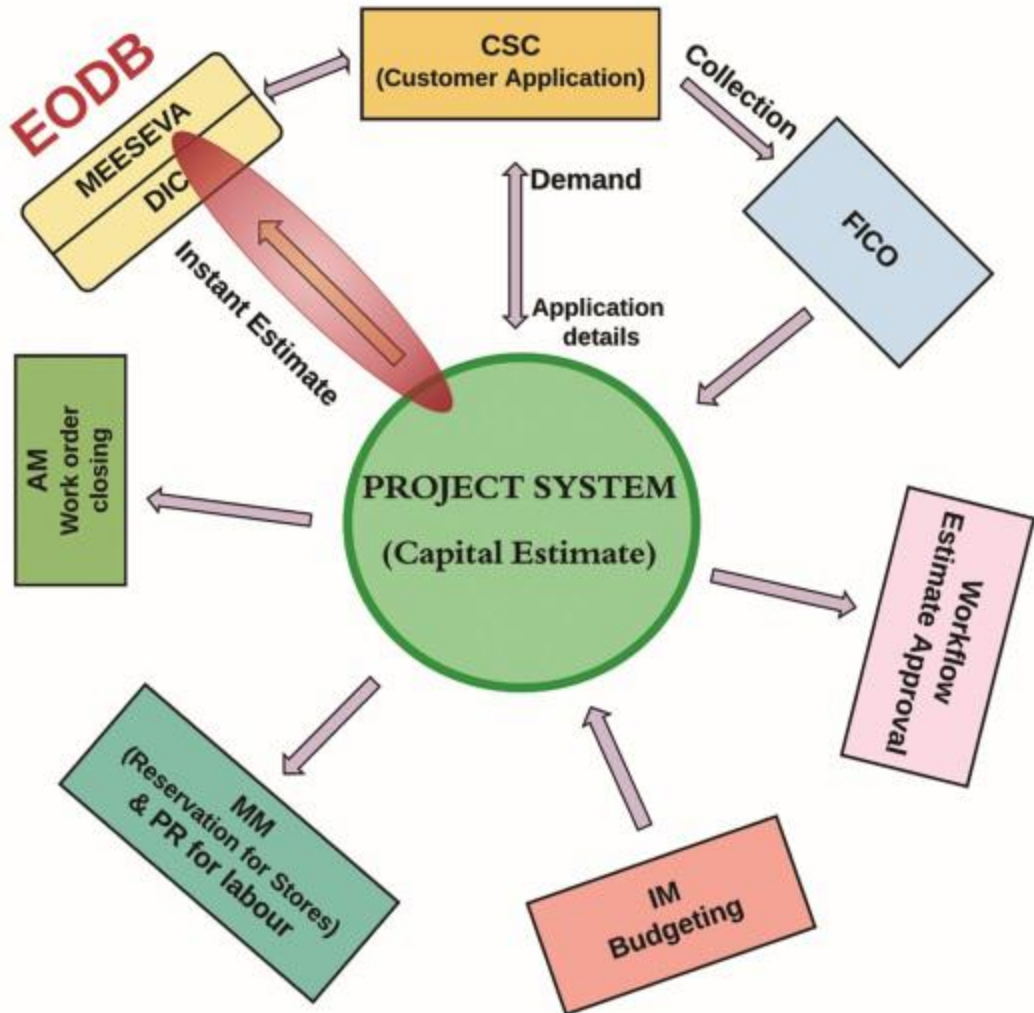 EODB
MEESEVA
DIC
CSC
(Customer Application)
Collection
FICO
Demand
Application
details
Instant Estimate
PROJECT SYSTEM
(Capital Estimate)
AM
Work order
closing
Workflow
Estimate Approval
MM
(Reservation for Stores)
& PR for labour
IM
Budgeting